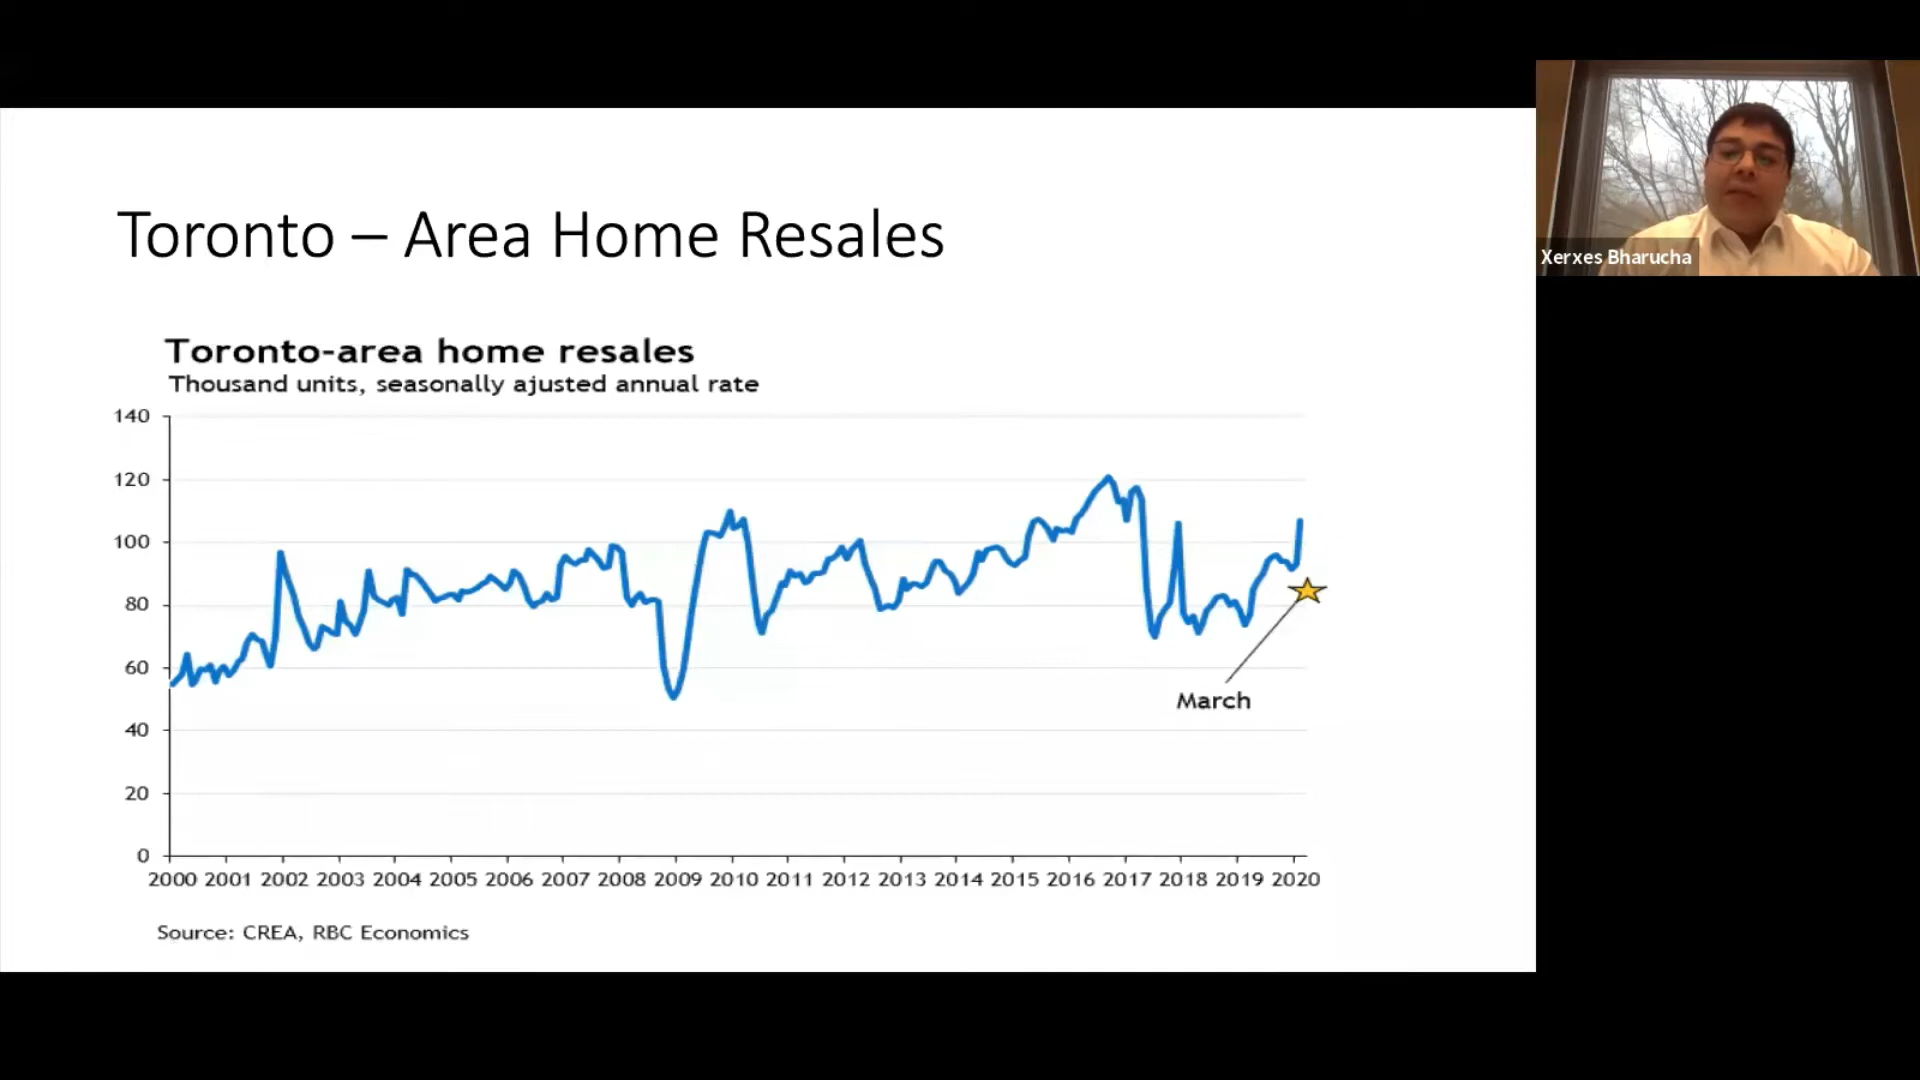 Toronto – Area Home Resales
Xerxes Bharucha
Toronto-area home resales
Thousand units, seasonally ajusted annual rate
140
120
100
80
60
40
20
0
March
2000 2001 2002 2003 2004 2005 2006 2007 2008 2009 2010 2011 2012 2013 2014 2015 2016 2017 2018 2019 2020
Source: CREA, RBC Economics